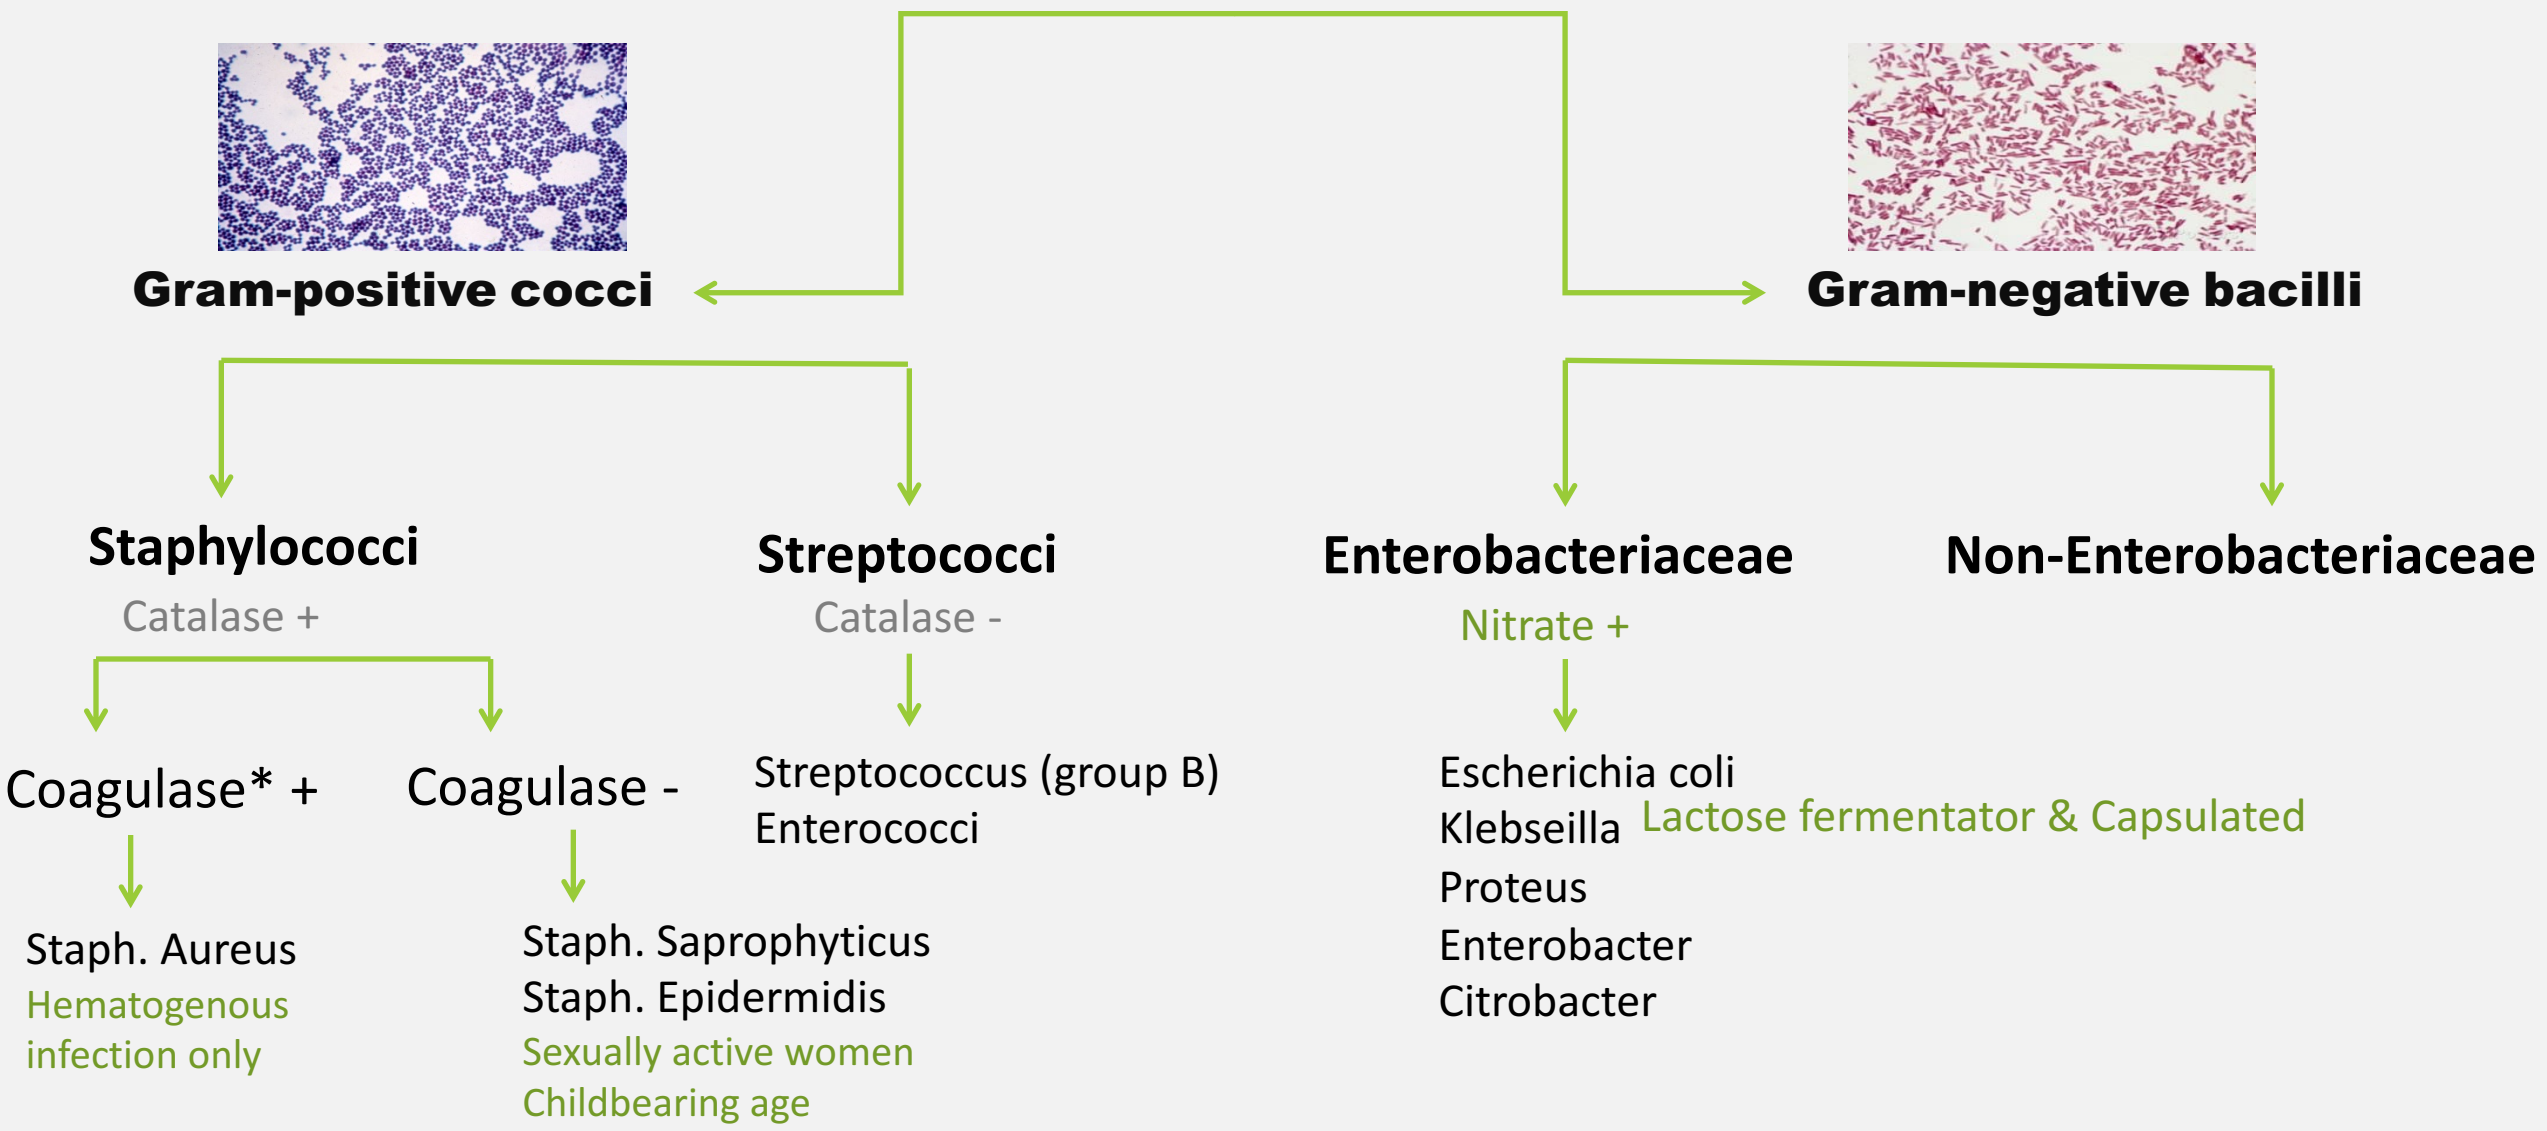 Gram-positive cocci
Gram-negative bacilli
Staphylococci
Catalase +
Streptococci
Catalase -
Enterobacteriaceae
Nitrate +
Non-Enterobacteriaceae
Coagulase* +
Coagulase -
Staph. Aureus
Hematogenous
infection only
Staph. Saprophyticus
Staph. Epidermidis
Sexually active women
Childbearing age
Streptococcus (group B)
Enterococci
Escherichia coli
Klebseilla
Lactose fermentator & Capsulated
Proteus
Enterobacter
Citrobacter